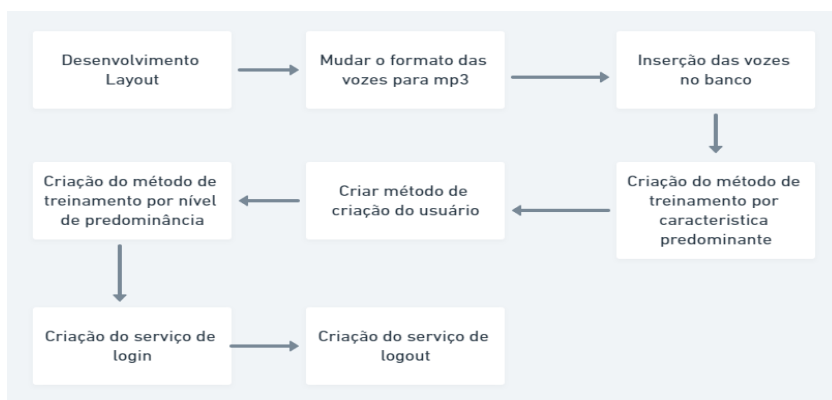 Desenvolvimento
Layout
Mudar o formato das
vozes para mp3
Inserção das vozes
no banco
Criação do método de
treinamento por
caracteristica
predominante
Criar método de
criação do usuário
Criação do método de
treinamento por nível
de predominância
Criação do serviço de
login
Criação do serviço de
logout